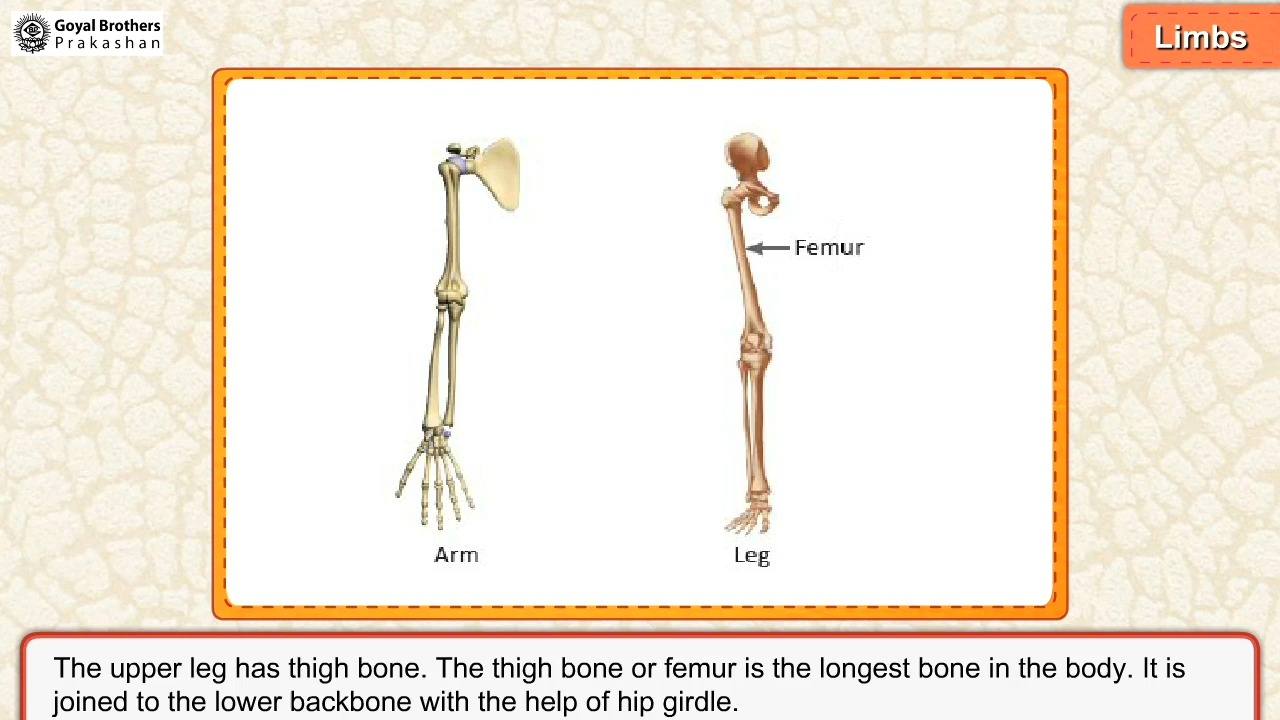 Goyal Brothers
Prakashan
Limbs
Femur
Arm
Leg
The upper leg has thigh bone. The thigh bone or femur is the longest bone in the body. It is
joined to the lower backbone with the help of hip girdle.